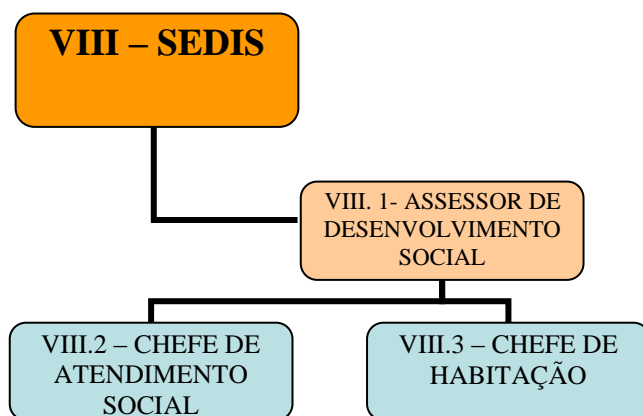 VIII – SEDIS
VIII. 1- ASSESSOR DE
DESENVOLVIMENTO
SOCIAL
VIII.2 – CHEFE DE
ATENDIMENTO
SOCIAL
VIII.3 – CHEFE DE
HABITAÇÃO